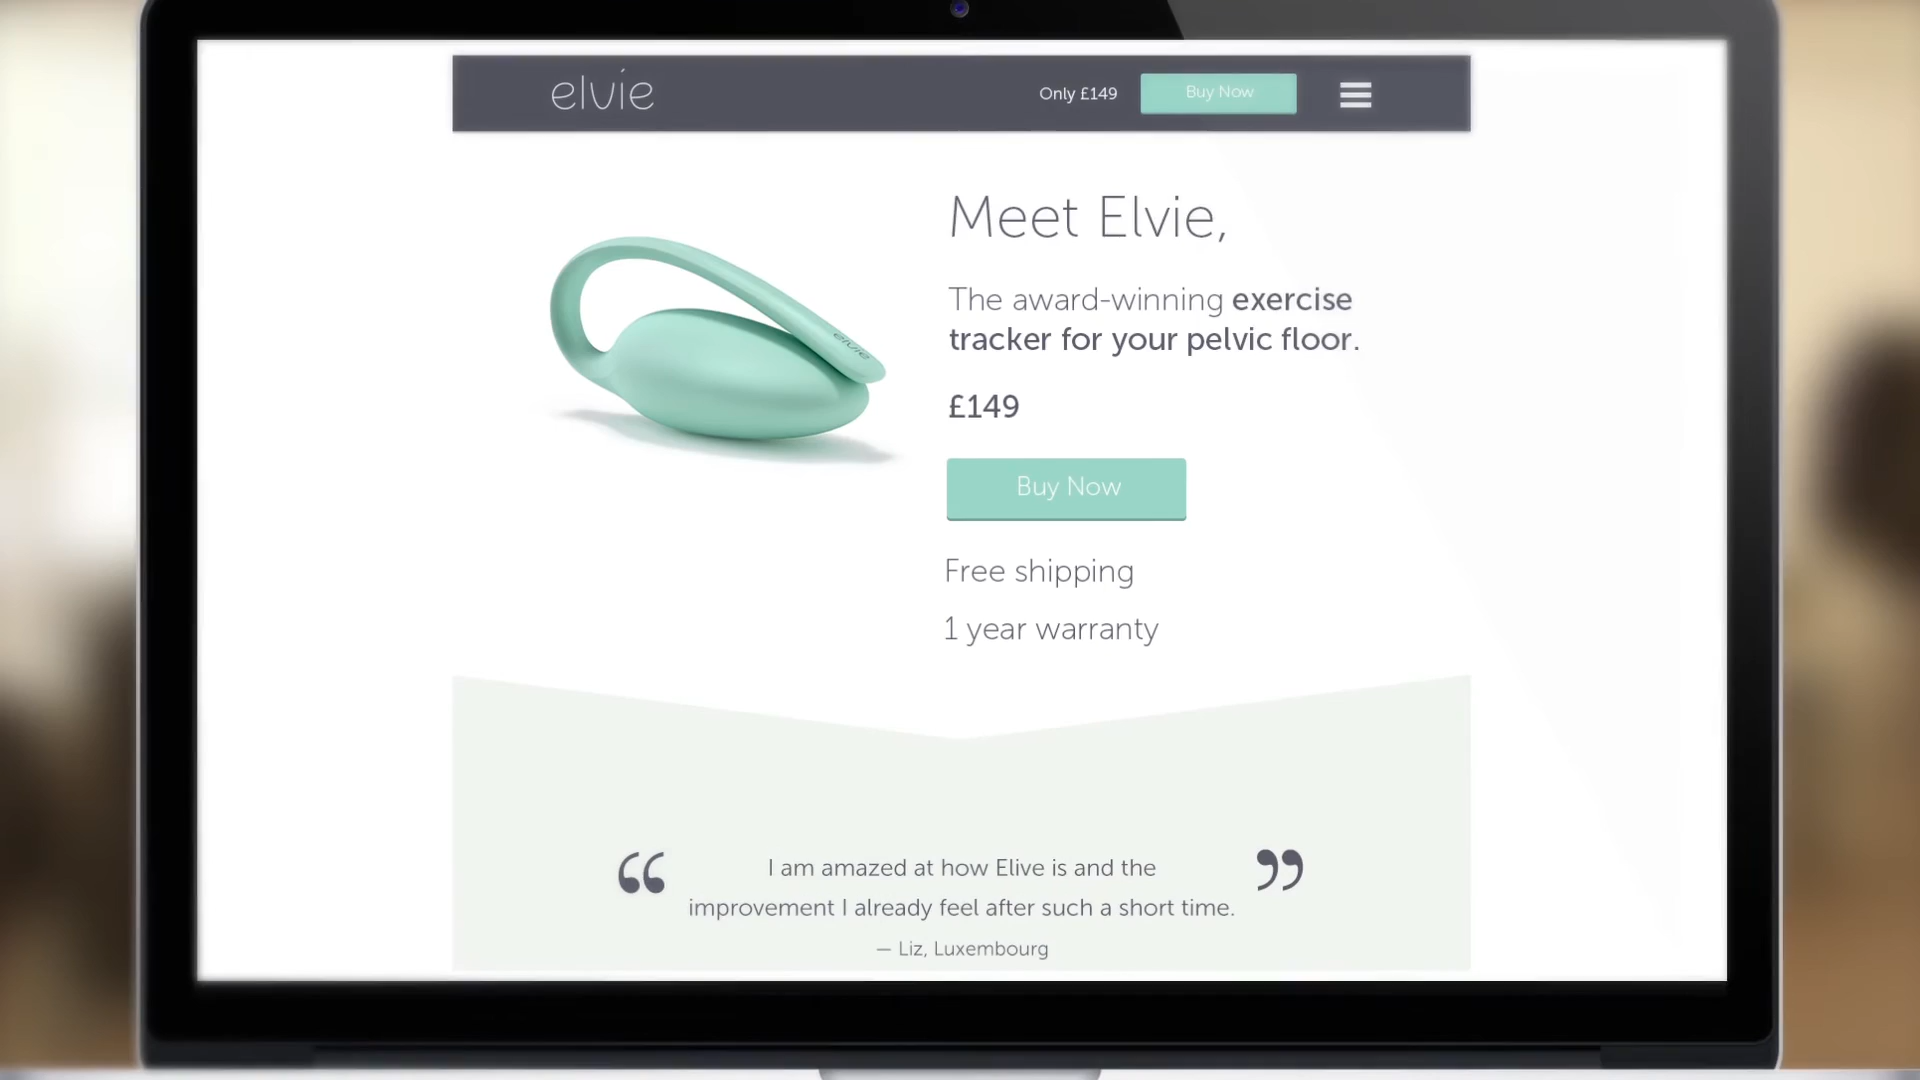 elvie
Only £149
Buy Now
Meet Elvie,
The award-winning exercise
tracker for your pelvic floor.
£149
elvie
Buy Now
Free shipping
1 year warranty
“ I am amazed at how Elive is and the ”
improvement I already feel after such a short time.
— Liz, Luxembourg